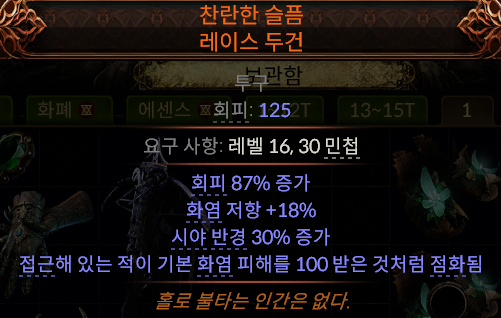 찬란한 슬픔
레이스 두건
보관함
투구
화폐
에센스
2T
13~15T
1
회피: 125
요구 사항: 레벨 16, 30 민첩
회피 87% 증가
화염 저항 +18%
시야 반경 30% 증가
접근해 있는 적이 기본 화염 피해를 100 받은 것처럼 점화됨
홀로 불타는 인간은 없다.